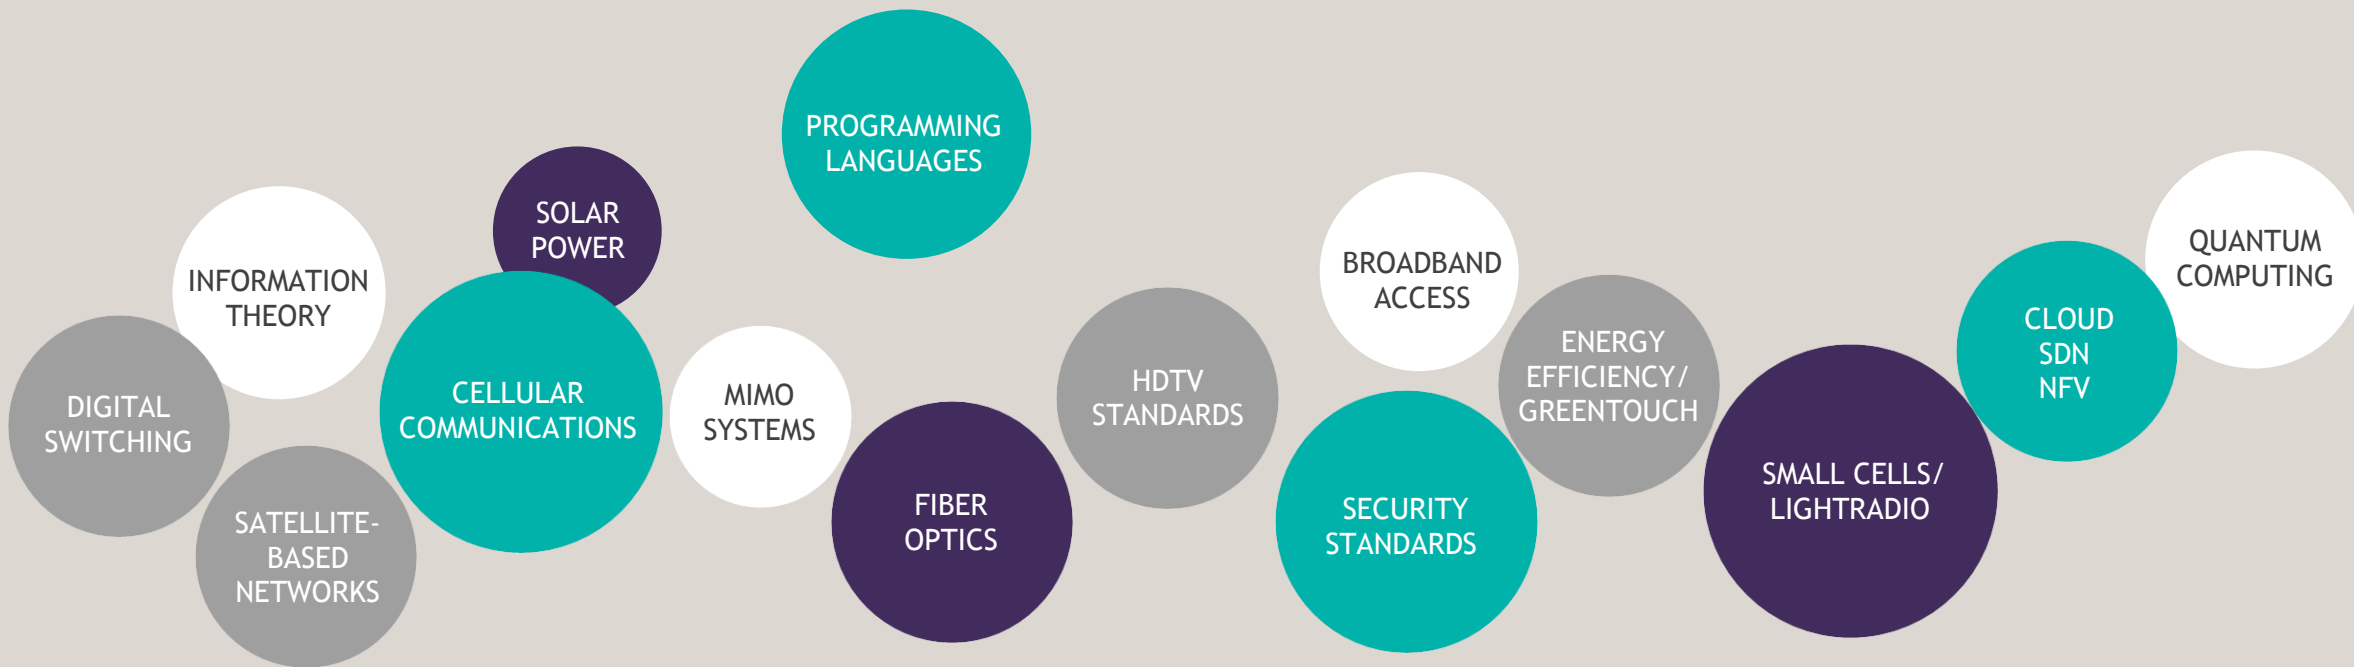 PROGRAMMING
LANGUAGES
SOLAR
POWER
INFORMATION
THEORY
DIGITAL
SWITCHING
SATELLITE-
BASED
NETWORKS
CELLULAR
COMMUNICATIONS
MIMO
SYSTEMS
FIBER
OPTICS
HDTV
STANDARDS
BROADBAND
ACCESS
SECURITY
STANDARDS
ENERGY
EFFICIENCY/
GREENTOUCH
SMALL CELLS/
LIGHTRADIO
CLOUD
SDN
NFV
QUANTUM
COMPUTING